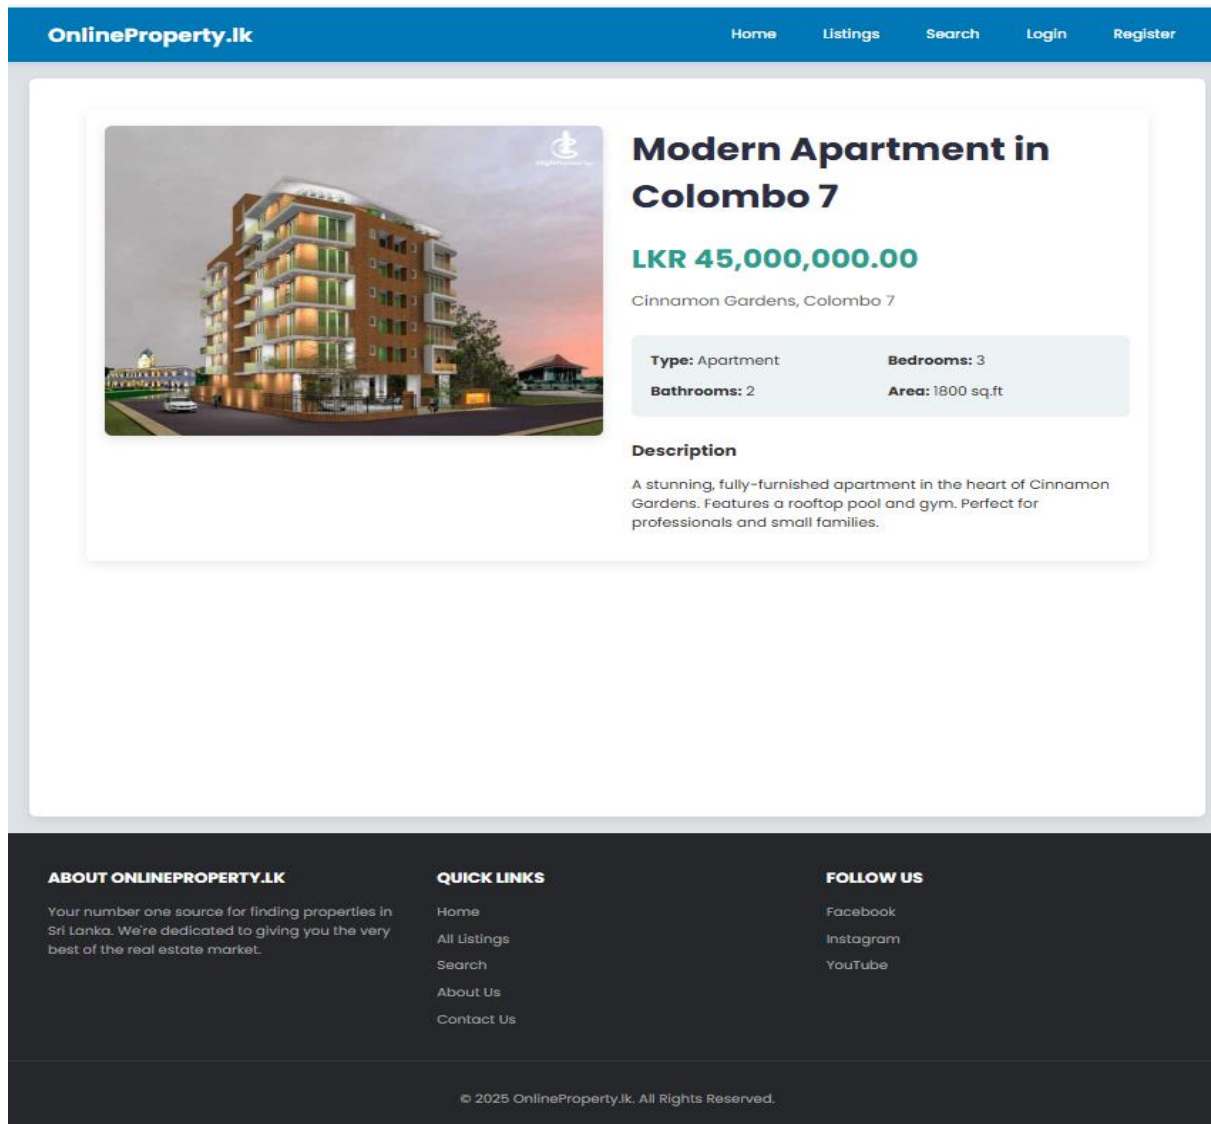 OnlineProperty.lk
Home Listings Search Login Register
Modern Apartment in
Colombo 7
LKR 45,000,000.00
Cinnamon Gardens, Colombo 7
Type: Apartment Bedrooms: 3
Bathrooms: 2 Area: 1800 sq.ft
Description
A stunning, fully-furnished apartment in the heart of Cinnamon
Gardens. Features a rooftop pool and gym. Perfect for
professionals and small families.
ABOUT ONLINEPROPERTY.LK
Your number one source for finding properties in
Sri Lanka. We're dedicated to giving you the very
best of the real estate market.
QUICK LINKS
Home
All Listings
Search
About Us
Contact Us
FOLLOW US
Facebook
Instagram
YouTube
© 2025 OnlineProperty.lk. All Rights Reserved.